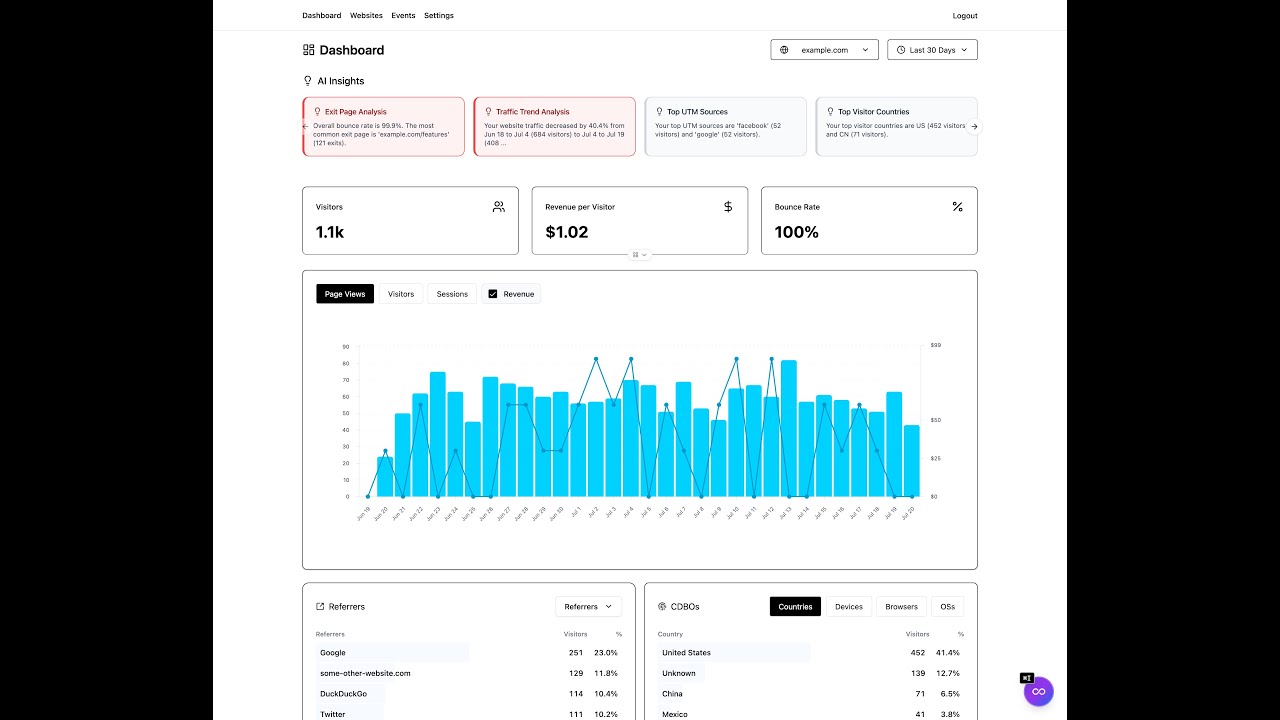 Dashboard Websites Events Settings Logout
Dashboard
example.com
Last 30 Days
AI Insights
Exit Page Analysis
Overall bounce rate is 99.9%. The most
common exit page is 'example.com/features'
(121 exits).
Traffic Trend Analysis
Your website traffic decreased by 40.4% from
Jun 18 to Jul 4 (684 visitors) to Jul 4 to Jul 19
(408 ...
Top UTM Sources
Your top UTM sources are 'facebook' (52
visitors) and 'google' (52 visitors).
Top Visitor Countries
Your top visitor countries are US (452 visitors)
and CN (71 visitors).
Visitors
1.1k
Revenue per Visitor
$
$1.02
Bounce Rate
%
100%
Page Views Visitors Sessions Revenue
90
80
70
60
50
40
30
20
10
0
$99
$50
$25
$0
Jun 19 Jun 20 Jun 21 Jun 22 Jun 23 Jun 24 Jun 25 Jun 26 Jun 27 Jun 28 Jun 29 Jun 30 Jul 1 Jul 2 Jul 3 Jul 4 Jul 5 Jul 6 Jul 7 Jul 8 Jul 9 Jul 10 Jul 11 Jul 12 Jul 13 Jul 14 Jul 15 Jul 16 Jul 17 Jul 18 Jul 19 Jul 20
Referrers
Referrers
Referrers Visitors %
Google 251 23.0%
some-other-website.com 129 11.8%
DuckDuckGo 114 10.4%
Twitter 111 10.2%
CDBOs
Countries Devices Browsers OSs
Country Visitors %
United States 452 41.4%
Unknown 139 12.7%
China 71 6.5%
Mexico 41 3.8%